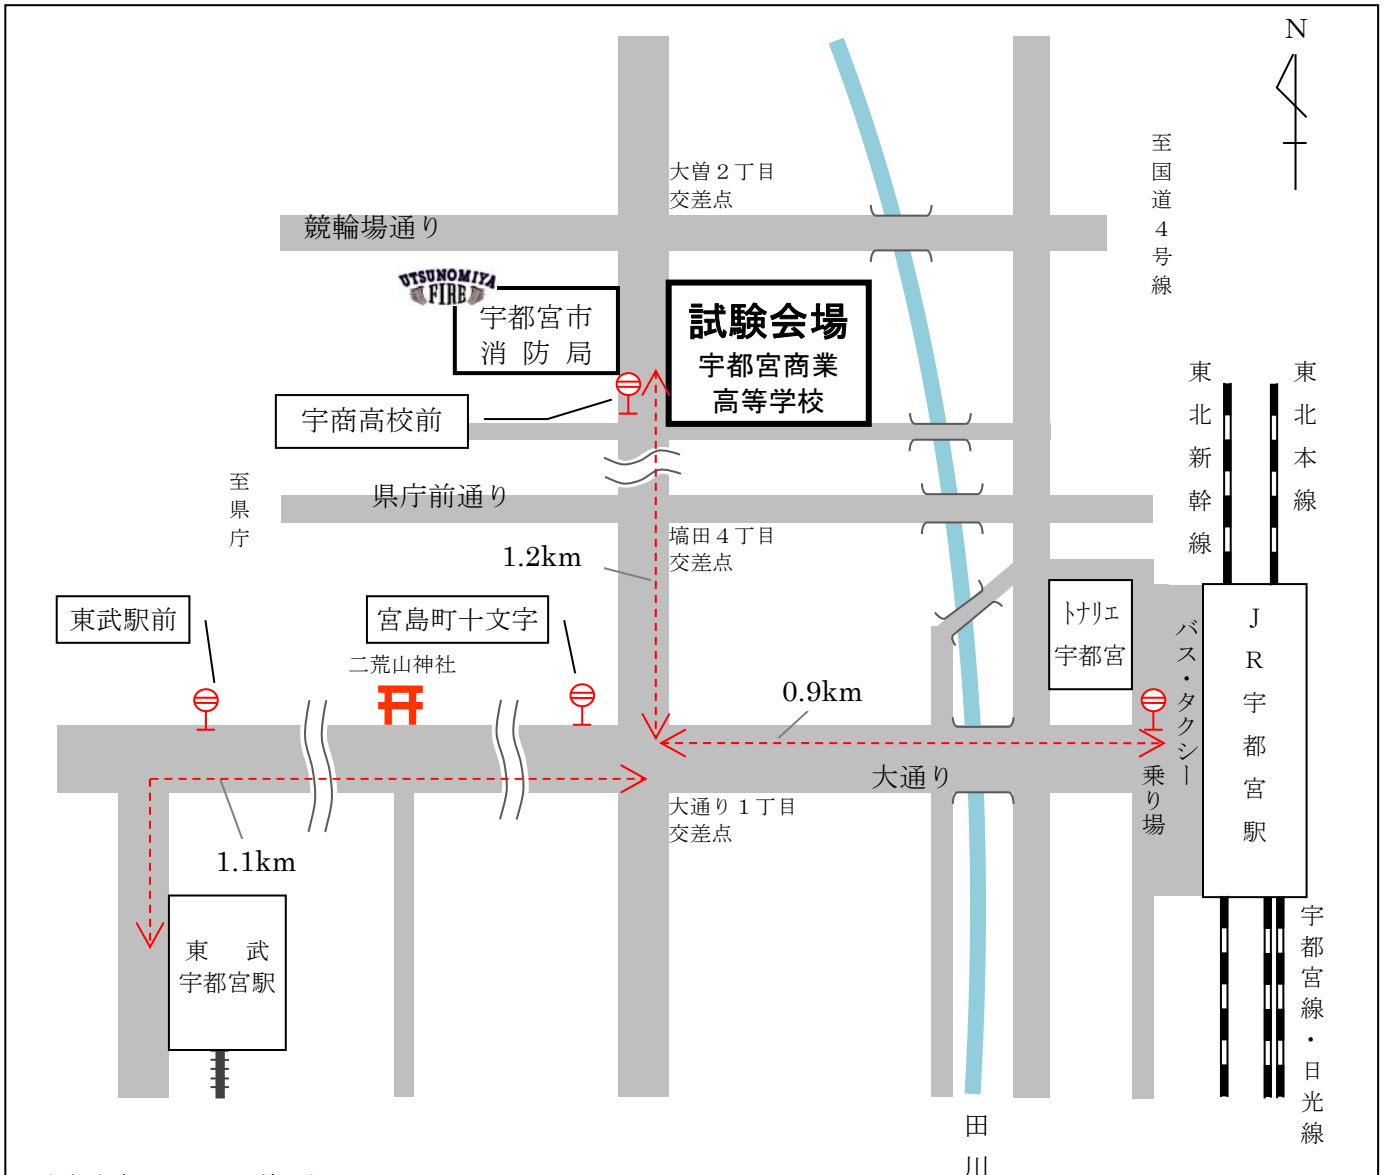 N
大曽２丁目
交差点
至国道４号線
競輪場通り
UTSUNOMIYA
FIRE
宇都宮市
消防局
試験会場
宇都宮商業
高等学校
宇商高校前
東北新幹線
東北本線
至県庁
県庁前通り
塙田４丁目
交差点
1.2km
東武駅前
宮島町十文字
二荒山神社
トナリエ
宇都宮
バス・タクシー
乗り場
JR宇都宮駅
0.9km
大通り
大通り１丁目
交差点
1.1km
東武
宇都宮駅
宇都宮線・日光線
田川